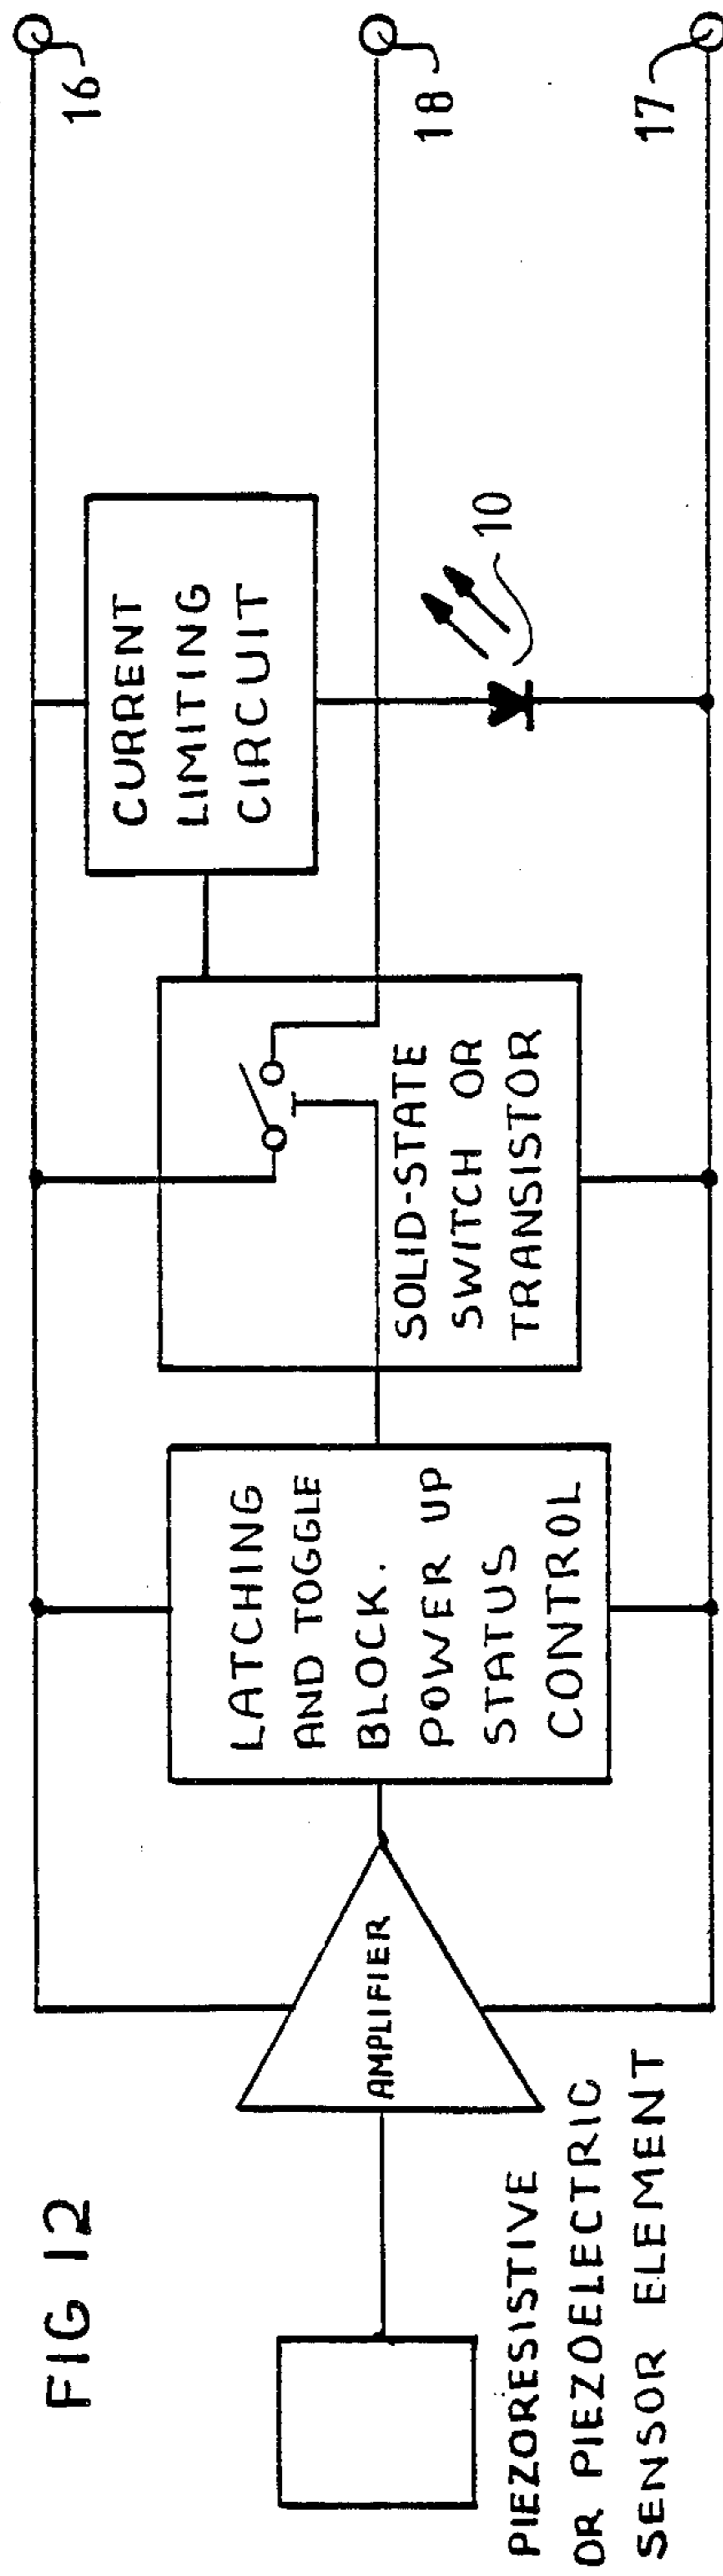 FIG 12
PIEZORESISTIVE
OR PIEZOELECTRIC
SENSOR ELEMENT
AMPLIFIER
LATCHING
AND TOGGLE
BLOCK.
POWER UP
STATUS
CONTROL
SOLID-STATE
SWITCH OR
TRANSISTOR
CURRENT
LIMITING
CIRCUIT
10
16
18
17